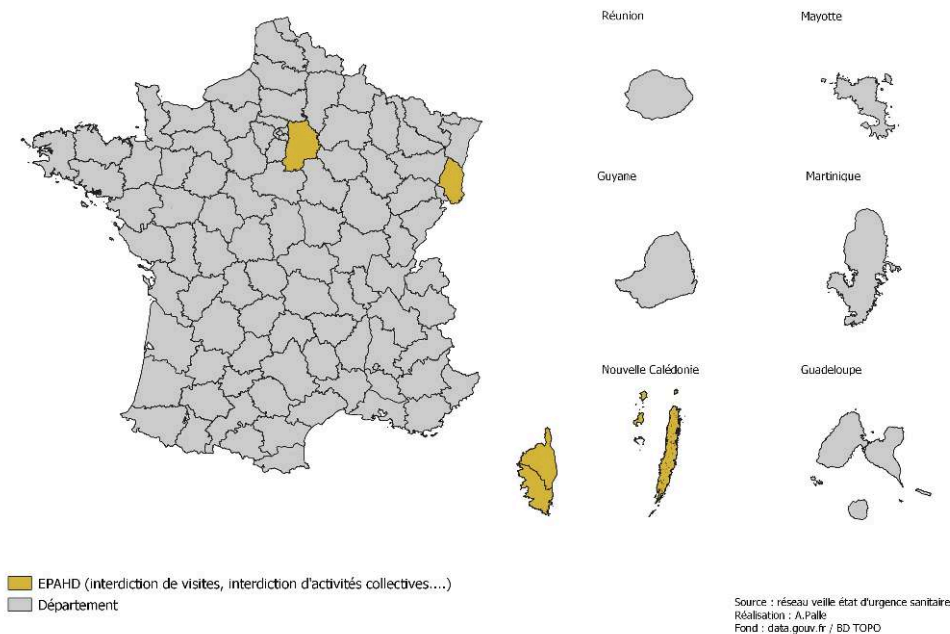 Réunion
Mayotte
Guyane
Martinique
Nouvelle Calédonie
Guadeloupe
EPAHD (interdiction de visites, interdiction d'activités collectives....)
Département
Source : réseau veille état d'urgence sanitaire
Réalisation : A.Palle
Fond : data.gouv.fr / BD TOPO